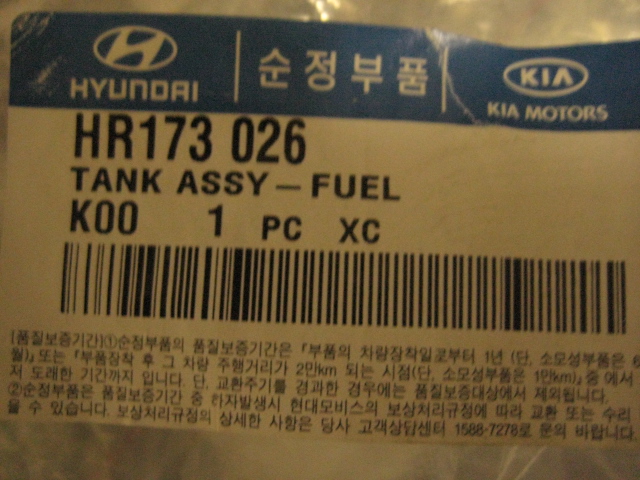 HYUNDAI 순정부품 KIA
KIA MOTORS
HR173 026
TANK ASSY-FUEL
K00 1 PC XC
[품질보증기간]①순정부품의 품질보증기간은 "부품의 차량장착일로부터 1년 (단, 소모성부품은 6
월)」또는 「부품장착 후 그 차량 주행거리가 2만km 되는 시점(단, 소모성부품은 1만km)」중 에서
저 도래한 기간까지 입니다. 단, 교환주기를 경과한 경우에는 품질보증대상에서 제외됩니다.
②순정부품은 품질보증기간 중 하자발생시 현대모비스의 보상처리규정에 따라 교환 또는 수리
을 수 있습니다. 보상처리규정의 상세한 사항은 당사 고객상담센터 1588-7278로 문의 바랍니다.